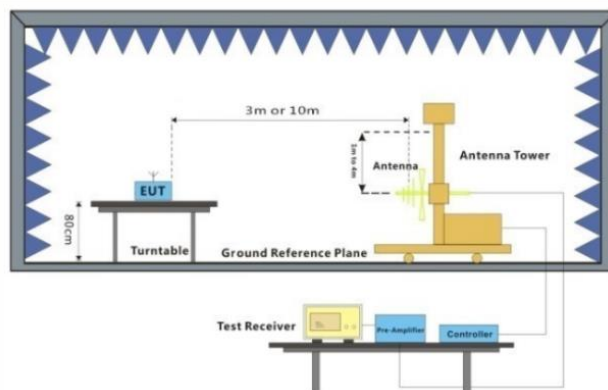 3m or 10m
Antenna Tower
Antenna
1m to 4m
EUT
80cm
Turntable
Ground Reference Plane
Test Receiver
Pre-Amplifier
Controller